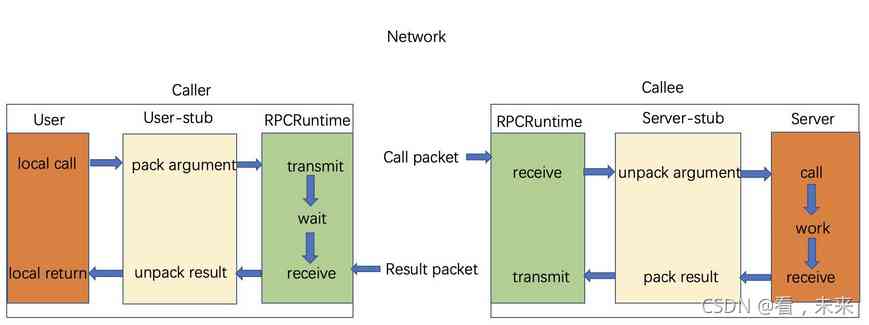 Network
Caller
Callee
User
User-stub
RPCRuntime
RPCRuntime
Server-stub
Server
local call
pack argument
transmit
Call packet
receive
unpack argument
call
wait
work
local return
unpack result
receive
Result packet
transmit
pack result
receive
CSDN @看，未来